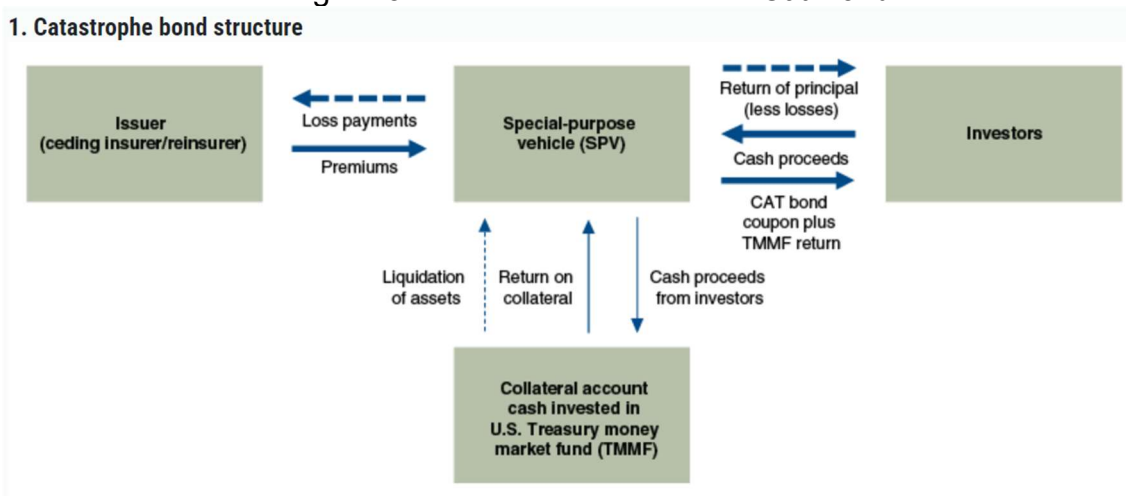 1. Catastrophe bond structure
Issuer
(ceding insurer/reinsurer)
Loss payments
Premiums
Special-purpose
vehicle (SPV)
Return of principal
(less losses)
Cash proceeds
CAT bond
coupon plus
TMMF return
Investors
Liquidation
of assets
Return on
collateral
Cash proceeds
from investors
Collateral account
cash invested in
U.S. Treasury money
market fund (TMMF)